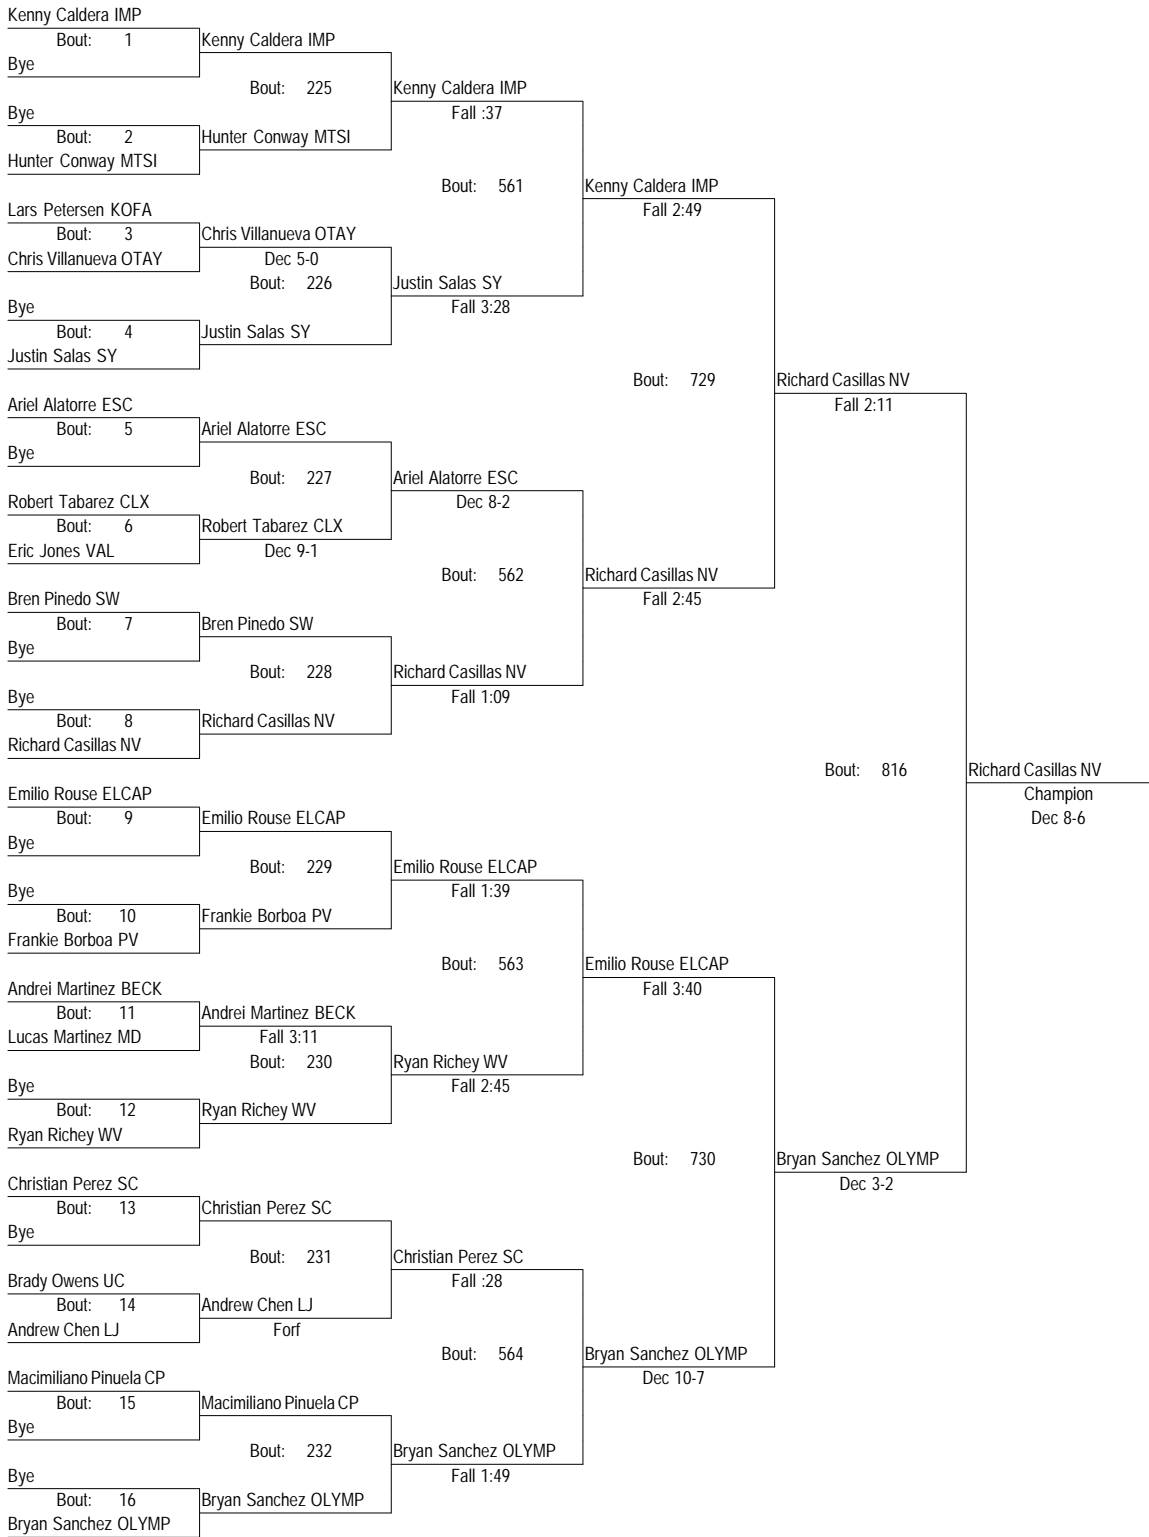 Kenny Caldera IMP
Bout: 1
Kenny Caldera IMP
Bye
Bout: 225
Kenny Caldera IMP
Bye
Fall :37
Bout: 2
Hunter Conway MTSI
Hunter Conway MTSI
Bout: 561
Kenny Caldera IMP
Lars Petersen KOFA
Fall 2:49
Bout: 3
Chris Villanueva OTAY
Chris Villanueva OTAY
Dec 5-0
Bout: 226
Justin Salas SY
Bye
Fall 3:28
Bout: 4
Justin Salas SY
Justin Salas SY
Bout: 729
Richard Casillas NV
Ariel Alatorre ESC
Fall 2:11
Bout: 5
Ariel Alatorre ESC
Bye
Bout: 227
Ariel Alatorre ESC
Robert Tabarez CLX
Dec 8-2
Bout: 6
Robert Tabarez CLX
Eric Jones VAL
Dec 9-1
Bout: 562
Richard Casillas NV
Bren Pinedo SW
Fall 2:45
Bout: 7
Bren Pinedo SW
Bye
Bout: 228
Richard Casillas NV
Bye
Fall 1:09
Bout: 8
Richard Casillas NV
Richard Casillas NV
Bout: 816
Richard Casillas NV
Emilio Rouse ELCAP
Champion
Bout: 9
Emilio Rouse ELCAP
Dec 8-6
Bye
Bout: 229
Emilio Rouse ELCAP
Bye
Fall 1:39
Bout: 10
Frankie Borboa PV
Frankie Borboa PV
Bout: 563
Emilio Rouse ELCAP
Andrei Martinez BECK
Fall 3:40
Bout: 11
Andrei Martinez BECK
Lucas Martinez MD
Fall 3:11
Bout: 230
Ryan Richey WV
Bye
Fall 2:45
Bout: 12
Ryan Richey WV
Ryan Richey WV
Bout: 730
Bryan Sanchez OLYMP
Christian Perez SC
Dec 3-2
Bout: 13
Christian Perez SC
Bye
Bout: 231
Christian Perez SC
Brady Owens UC
Fall :28
Bout: 14
Andrew Chen LJ
Andrew Chen LJ
Forf
Bout: 564
Bryan Sanchez OLYMP
Macimiliano Pinuela CP
Dec 10-7
Bout: 15
Macimiliano Pinuela CP
Bye
Bout: 232
Bryan Sanchez OLYMP
Bye
Fall 1:49
Bout: 16
Bryan Sanchez OLYMP
Bryan Sanchez OLYMP